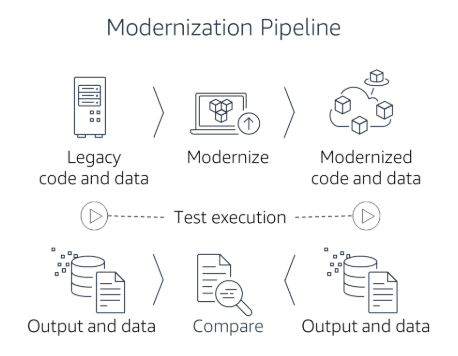 Modernization Pipeline
Legacy
code and data
Modernize
Modernized
code and data
Test execution
Output and data
Compare
Output and data